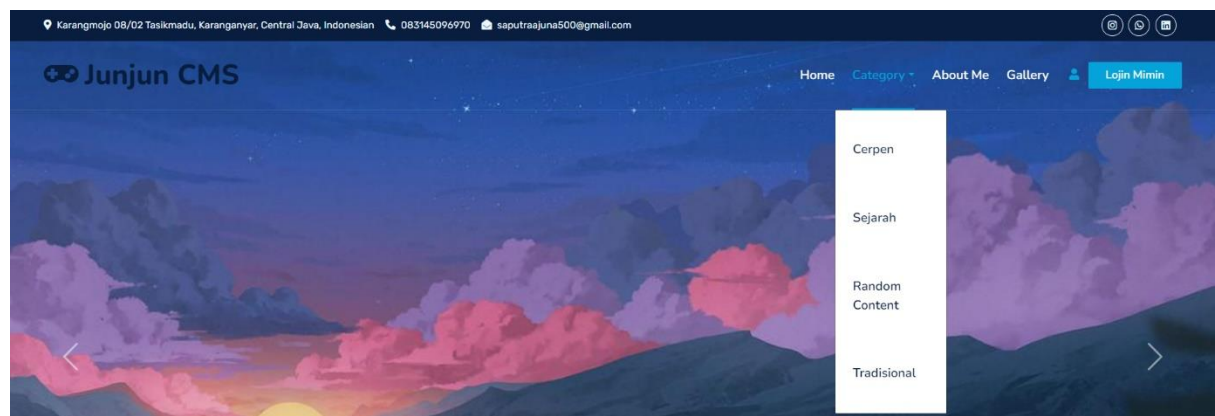 Karangmojo 08/02 Tasikmadu, Karanganyar, Central Java, Indonesian 083145096970 saputraajuna500@gmail.com
Junjun CMS
Home Category About Me Gallery Lojin Mimin
Cerpen
Sejarah
Random
Content
Tradisional